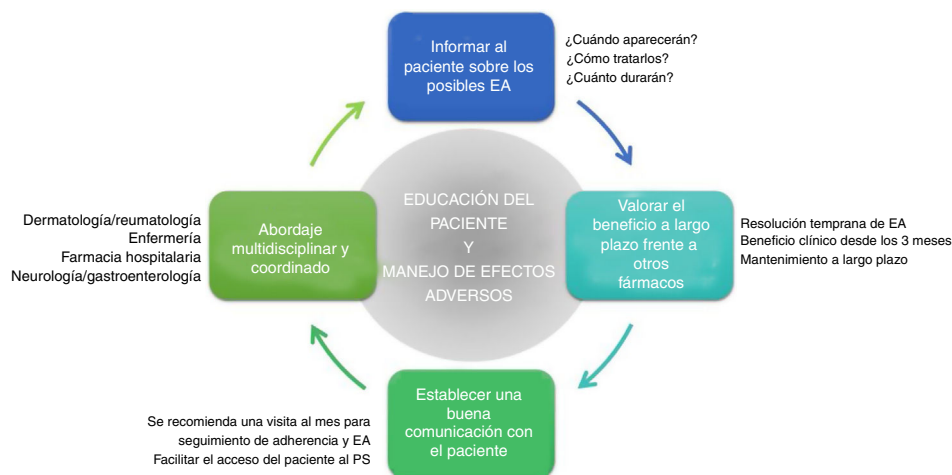 Informar al
paciente sobre los
posibles EA
¿Cuándo aparecerán?
¿Cómo tratarlos?
¿Cuánto durarán?
EDUCACIÓN DEL
PACIENTE
Y
MANEJO DE EFECTOS
ADVERSOS
Valorar el
beneficio a largo
plazo frente a
otros
fármacos
Resolución temprana de EA
Beneficio clínico desde los 3 meses
Mantenimiento a largo plazo
Establecer una
buena
comunicación con
el paciente
Se recomienda una visita al mes para
seguimiento de adherencia y EA
Facilitar el acceso del paciente al PS
Abordaje
multidisciplinar y
coordinado
Dermatología/reumatología
Enfermería
Farmacia hospitalaria
Neurología/gastroenterología